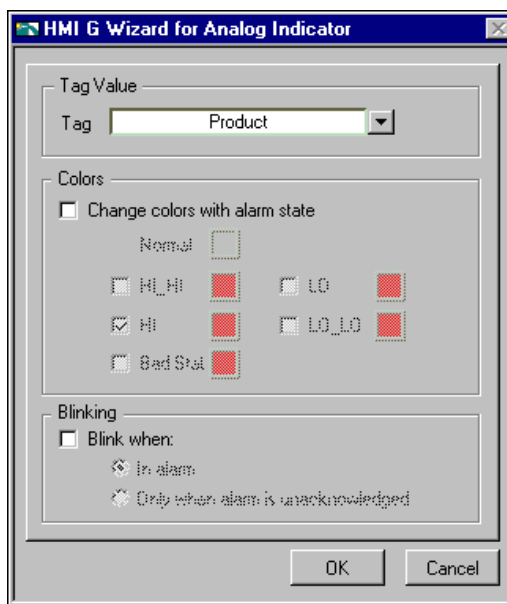 HMI G Wizard for Analog Indicator
Tag Value
Tag Product
Colors
Change colors with alarm state
Normal
HI_HI LO
HI LO_LO
Bad Stat
Blinking
Blink when:
In alarm
Only when alarm is unacknowledged
OK Cancel